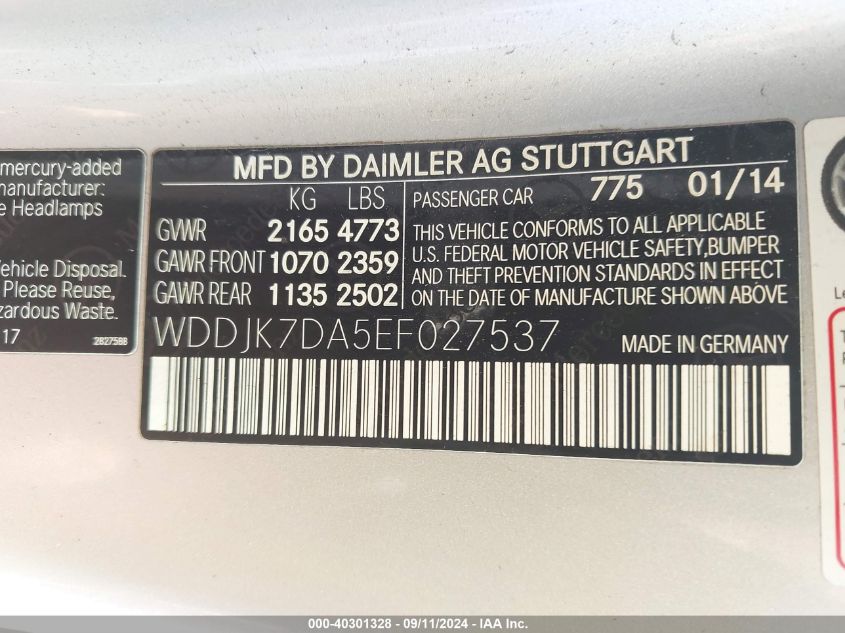 mercury-added
manufacturer:
e Headlamps
Vehicle Disposal.
Please Reuse,
azardous Waste.
17
2827588
MFD BY DAIMLER AG STUTTGART
KG LBS
GVWR 2165 4773
GAWR FRONT 1070 2359
GAWR REAR 1135 2502
PASSENGER CAR 775 01/14
THIS VEHICLE CONFORMS TO ALL APPLICABLE
U.S. FEDERAL MOTOR VEHICLE SAFETY,BUMPER
AND THEFT PREVENTION STANDARDS IN EFFECT
ON THE DATE OF MANUFACTURE SHOWN ABOVE
WDDJK7DA5EF027537 MADE IN GERMANY
Le
000-40301328 - 09/11/2024 - IAA Inc.